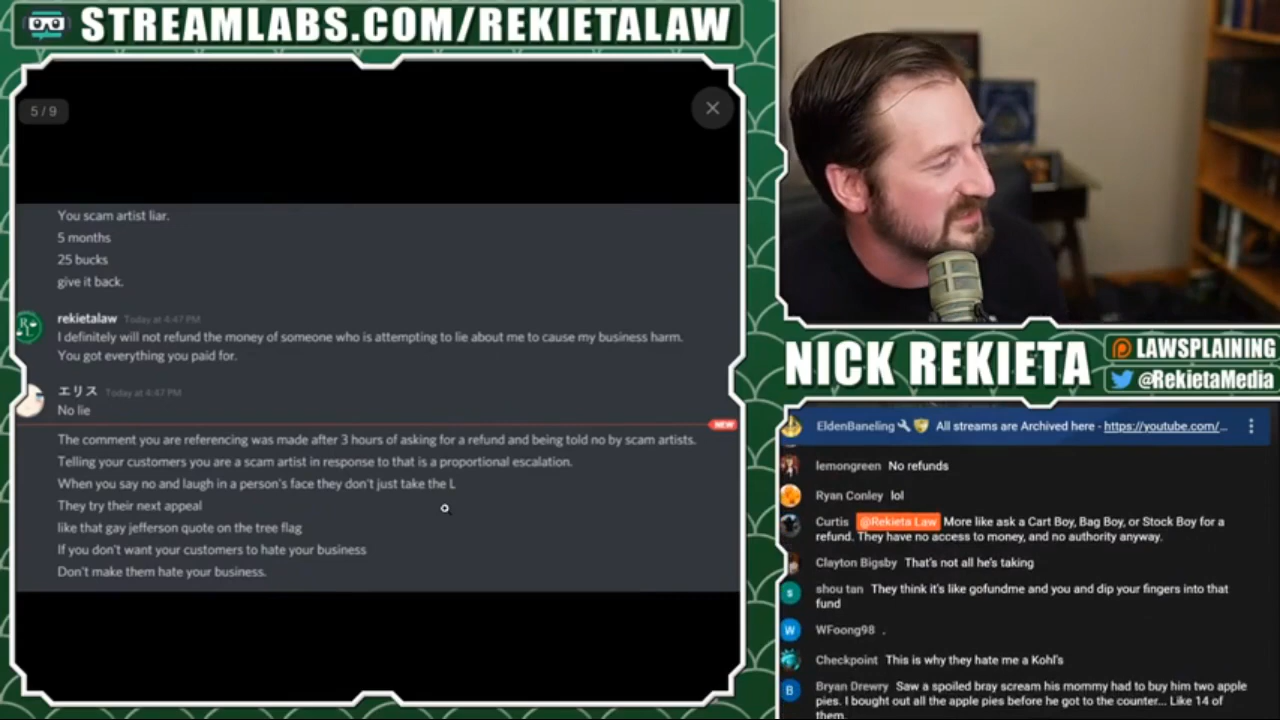 STREAMLABS.COM/REKIETALAW
5 / 9
You scam artist liar.
5 months
25 bucks
give it back.
rekietalaw Today at 4:47 PM
I definitely will not refund the money of someone who is attempting to lie about me to cause my business harm.
You got everything you paid for.
エリス Today at 4:47 PM
No lie
NEW
The comment you are referencing was made after 3 hours of asking for a refund and being told no by scam artists.
Telling your customers you are a scam artist in response to that is a proportional escalation.
When you say no and laugh in a person's face they don't just take the L
They try their next appeal
like that gay jefferson quote on the tree flag
If you don't want your customers to hate your business
Don't make them hate your business.
NICK REKIETA
LAWSPLAINING
@RekietaMedia
EldenBaneling All streams are Archived here - https://youtube.com/...
lemongreen No refunds
Ryan Conley lol
Curtis @Rekieta Law More like ask a Cart Boy, Bag Boy, or Stock Boy for a
refund. They have no access to money, and no authority anyway.
Clayton Bigsby That's not all he's taking
s
shou tan They think it's like gofundme and you and dip your fingers into that
fund
W
WFoong98 .
Checkpoint This is why they hate me a Kohl's
B
Bryan Drewry Saw a spoiled bray scream his mommy had to buy him two apple
pies. I bought out all the apple pies before he got to the counter... Like 14 of
them.